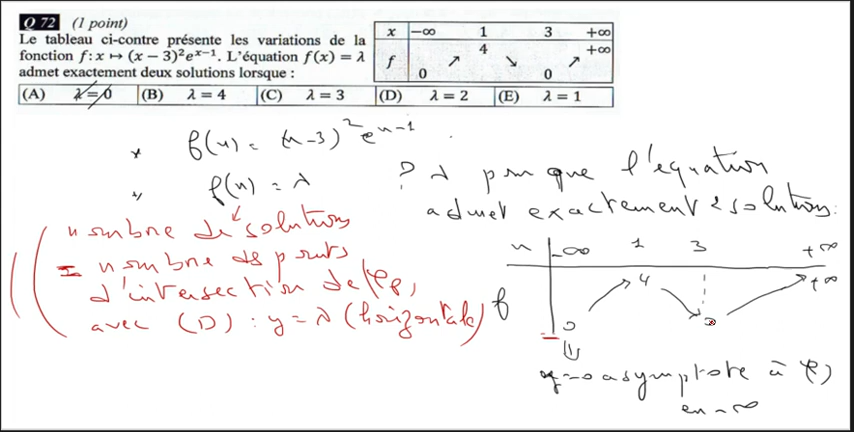 Q 72 (1 point)
Le tableau ci-contre présente les variations de la
fonction f: x ↦ (x − 3)²eˣ⁻¹. L'équation f(x) = λ
admet exactement deux solutions lorsque :
x −∞ 1 3 +∞
f 0 ↗ 4 ↘ 0 ↗ +∞
(A) λ = 0 (B) λ = 4 (C) λ = 3 (D) λ = 2 (E) λ = 1
f(x) = (x−3)² eˣ⁻¹.
f(x) = λ
? λ pour que l'équation
admet exactement 2 solutions:
nombre de solutions
= nombre de points
d'intersection de (φf)
avec (D) : y = λ (horizontale)
x −∞ 1 3 +∞
f 0 ↗ 4 ↘ 0 ↗ +∞
y=0 asymptote à φ)
en −∞